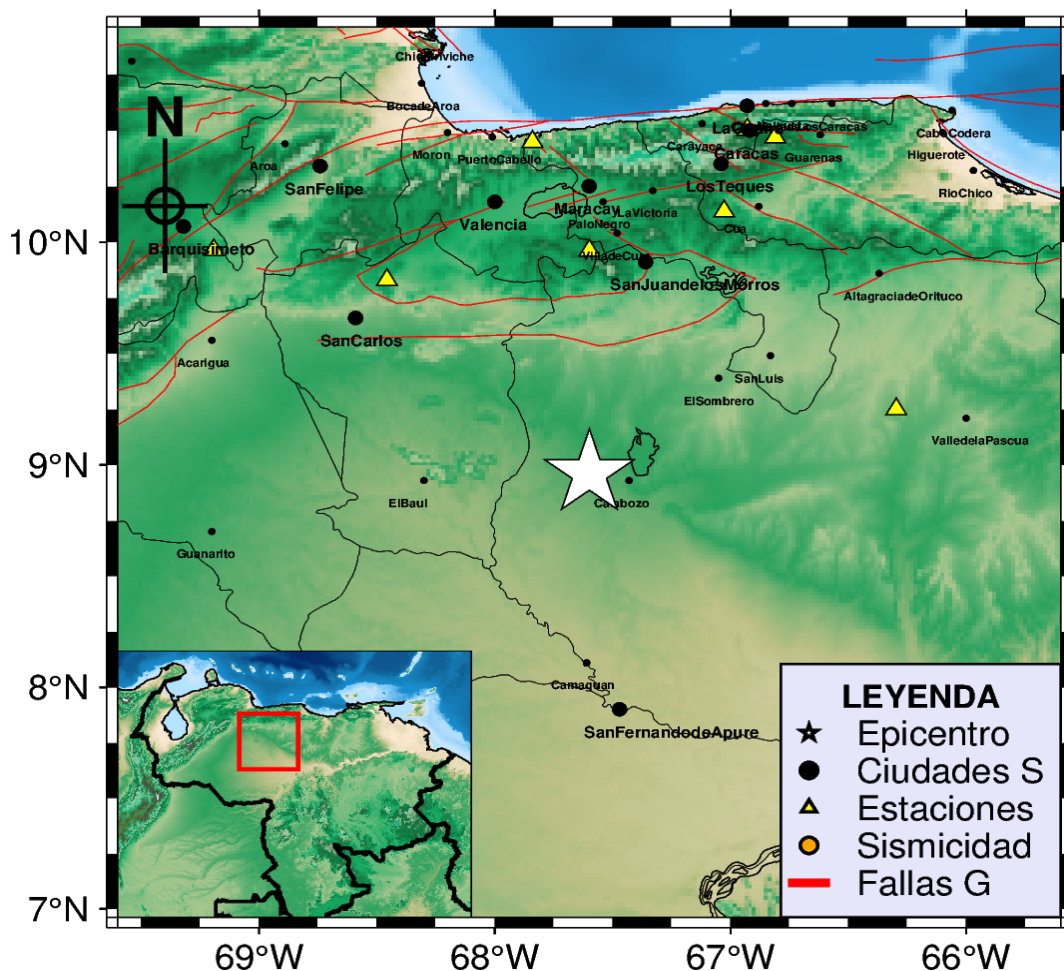 Chichiriviche
BocadeAroa
N
Aroa
Moron
PuertoCabello
Carayaca
Caracas
Guarenas
CaboCodera
Higuerote
SanFelipe
LosTeques
RioChico
Valencia
Maracay
LaVictoria
PaloNegro
Cua
10°N
Barquisimeto
VilladeCura
SanJuandelosMorros
AltagraciadeOrituco
SanCarlos
Acarigua
SanLuis
ElSombrero
ValledelaPascua
9°N
Calabozo
ElBaul
Guanarito
8°N
Camaguan
SanFernandodeApure
LEYENDA
Epicentro
Ciudades S
Estaciones
Sismicidad
Fallas G
7°N
69°W
68°W
67°W
66°W